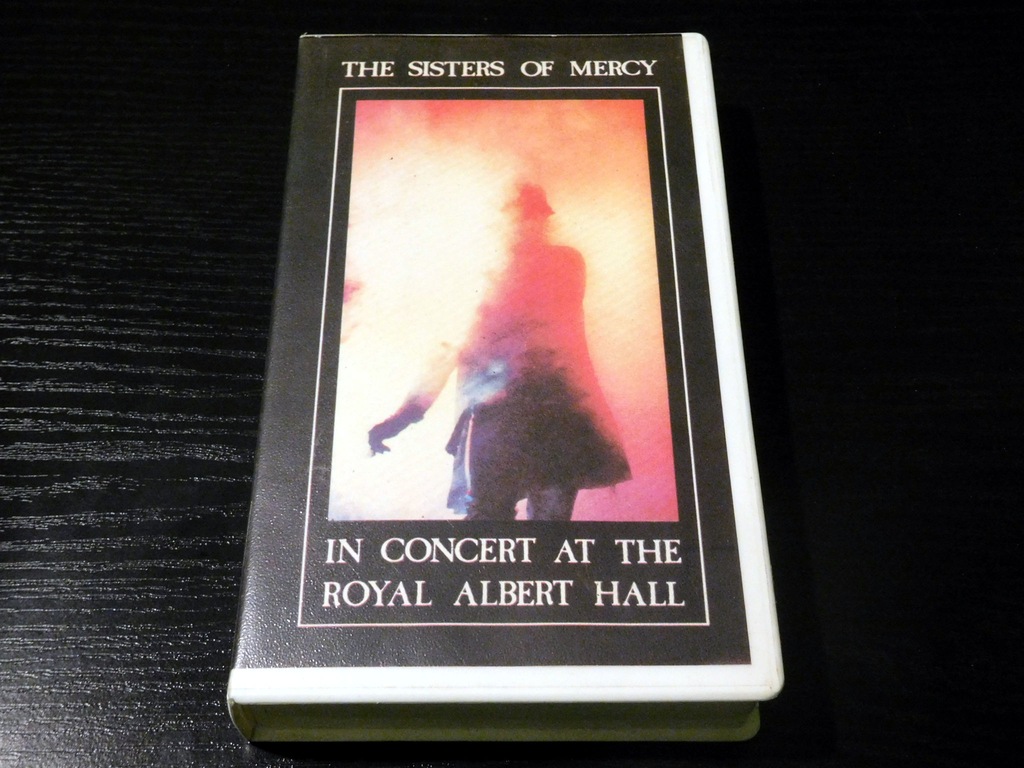 THE SISTERS OF MERCY
IN CONCERT AT THE
ROYAL ALBERT HALL